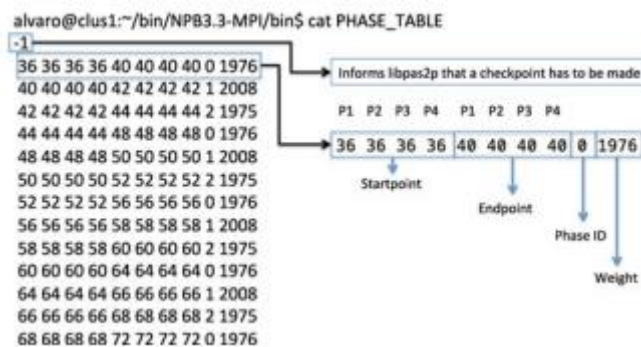 alvaro@clus1:~/bin/NPB3.3-MPI/bin$ cat PHASE_TABLE
-1
36 36 36 36 40 40 40 40 0 1976
40 40 40 40 42 42 42 42 1 2008
42 42 42 42 44 44 44 44 2 1975
44 44 44 44 48 48 48 48 0 1976
48 48 48 48 50 50 50 50 1 2008
50 50 50 50 52 52 52 52 2 1975
52 52 52 52 56 56 56 56 0 1976
56 56 56 56 58 58 58 58 1 2008
58 58 58 58 60 60 60 60 2 1975
60 60 60 60 64 64 64 64 0 1976
64 64 64 64 66 66 66 66 1 2008
66 66 66 66 68 68 68 68 2 1975
68 68 68 68 72 72 72 72 0 1976
Informs libpas2p that a checkpoint has to be made
P1 P2 P3 P4 P1 P2 P3 P4
36 36 36 36 40 40 40 40 0 1976
Startpoint
Endpoint
Phase ID
Weight